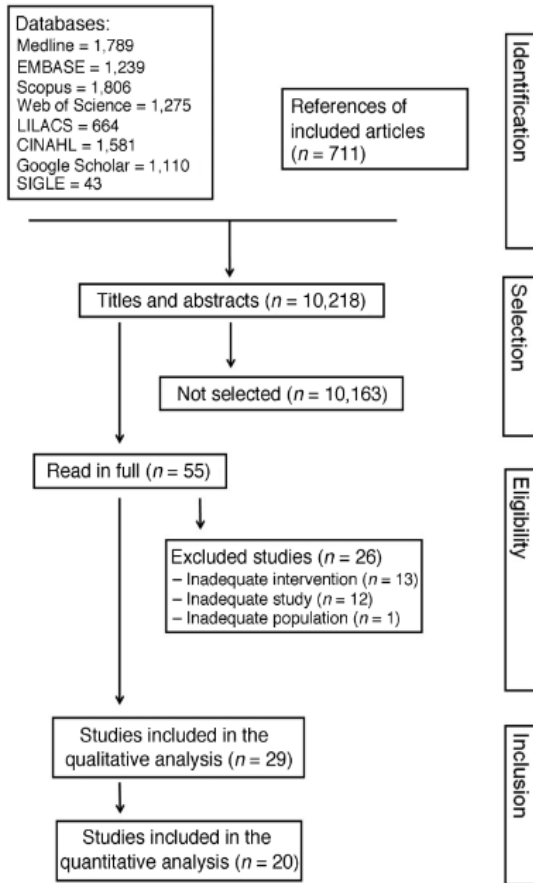 Databases:
Medline = 1,789
EMBASE = 1,239
Scopus = 1,806
Web of Science = 1,275
LILACS = 664
CINAHL = 1,581
Google Scholar = 1,110
SIGLE = 43
References of
included articles
(n = 711)
Identification
Titles and abstracts (n = 10,218)
Not selected (n = 10,163)
Selection
Read in full (n = 55)
Excluded studies (n = 26)
– Inadequate intervention (n = 13)
– Inadequate study (n = 12)
– Inadequate population (n = 1)
Eligibility
Studies included in the
qualitative analysis (n = 29)
Studies included in the
quantitative analysis (n = 20)
Inclusion